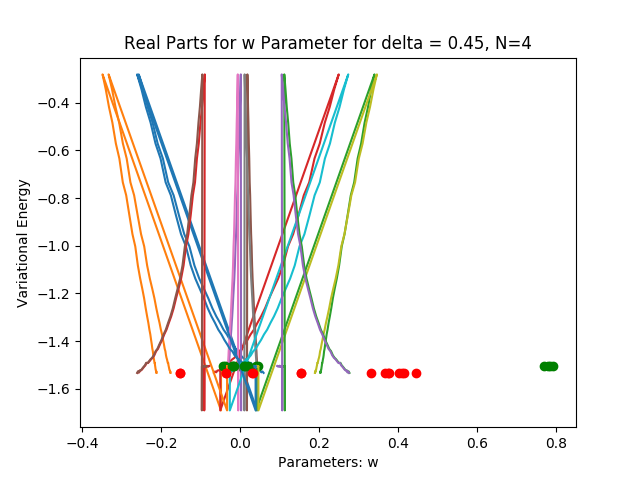 Real Parts for w Parameter for delta = 0.45, N=4
Variational Energy
−0.4
−0.6
−0.8
−1.0
−1.2
−1.4
−1.6
−0.4 −0.2 0.0 0.2 0.4 0.6 0.8
Parameters: w